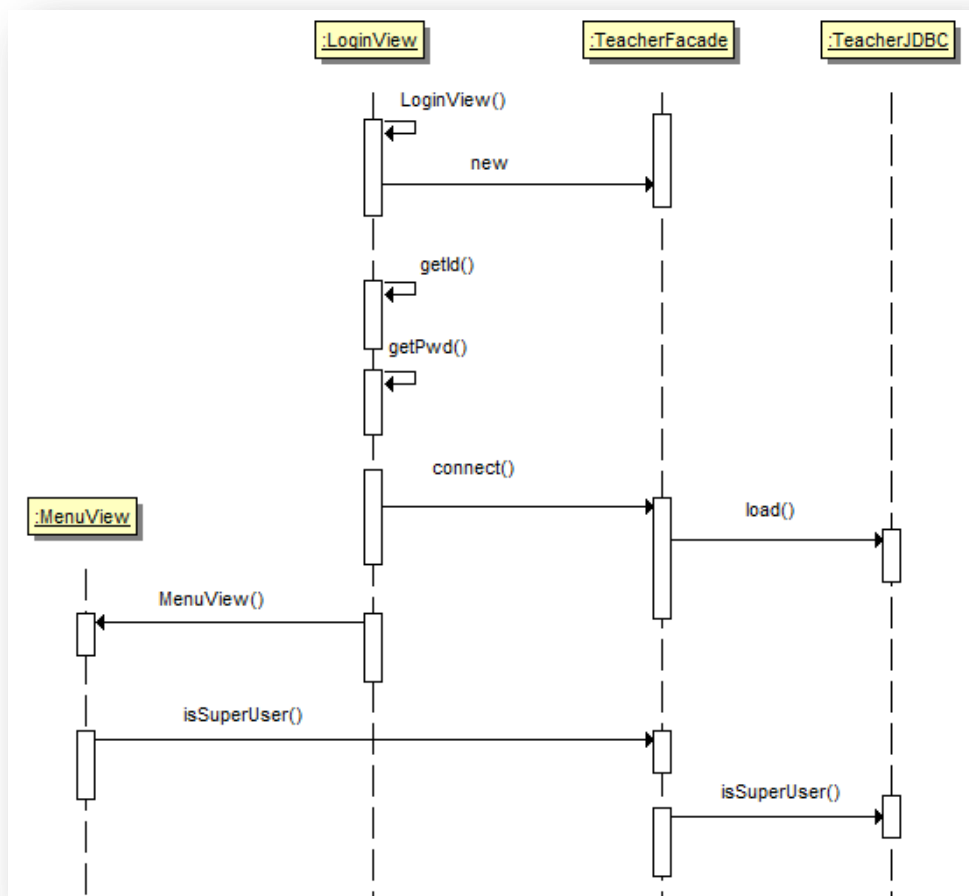 :LoginView
:TeacherFacade
:TeacherJDBC
LoginView()
new
getId()
getPwd()
connect()
:MenuView
load()
MenuView()
isSuperUser()
isSuperUser()